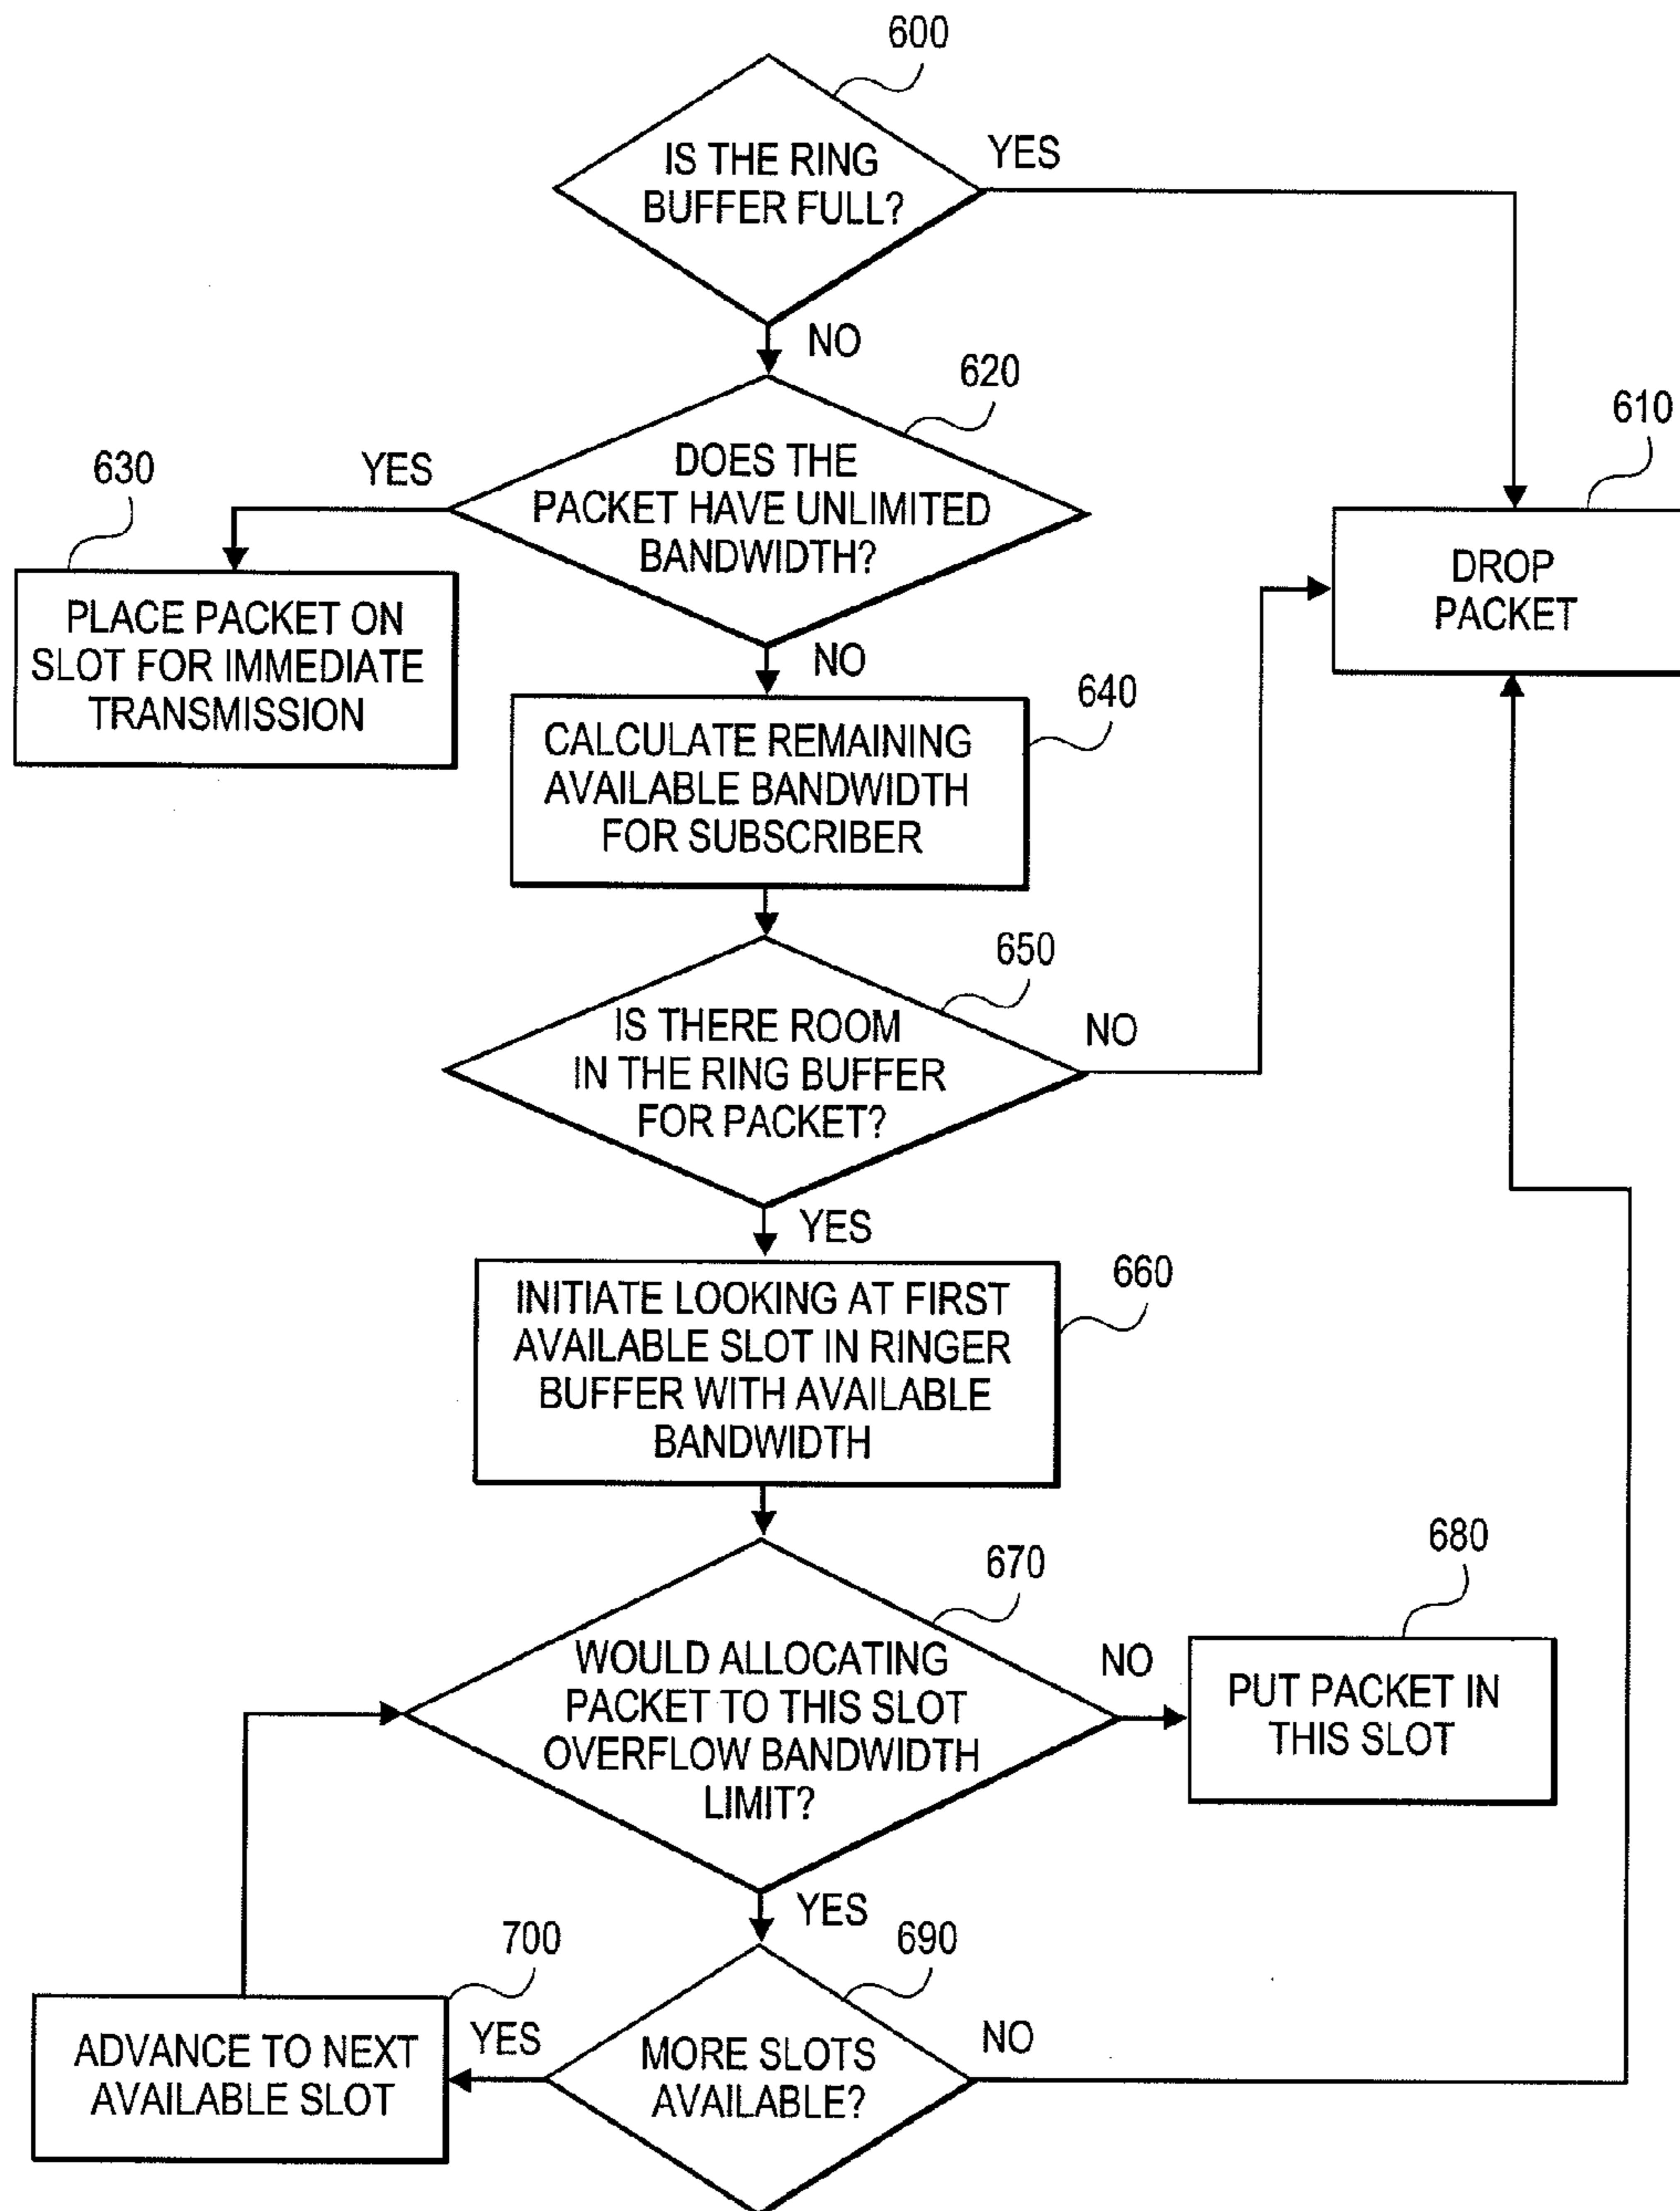 600
IS THE RING
BUFFER FULL?
YES
NO
620
DOES THE
PACKET HAVE UNLIMITED
BANDWIDTH?
YES
630
PLACE PACKET ON
SLOT FOR IMMEDIATE
TRANSMISSION
610
DROP
PACKET
NO
640
CALCULATE REMAINING
AVAILABLE BANDWIDTH
FOR SUBSCRIBER
650
IS THERE ROOM
IN THE RING BUFFER
FOR PACKET?
NO
YES
660
INITIATE LOOKING AT FIRST
AVAILABLE SLOT IN RINGER
BUFFER WITH AVAILABLE
BANDWIDTH
670
WOULD ALLOCATING
PACKET TO THIS SLOT
OVERFLOW BANDWIDTH
LIMIT?
NO
680
PUT PACKET IN
THIS SLOT
YES
690
MORE SLOTS
AVAILABLE?
NO
YES
700
ADVANCE TO NEXT
AVAILABLE SLOT